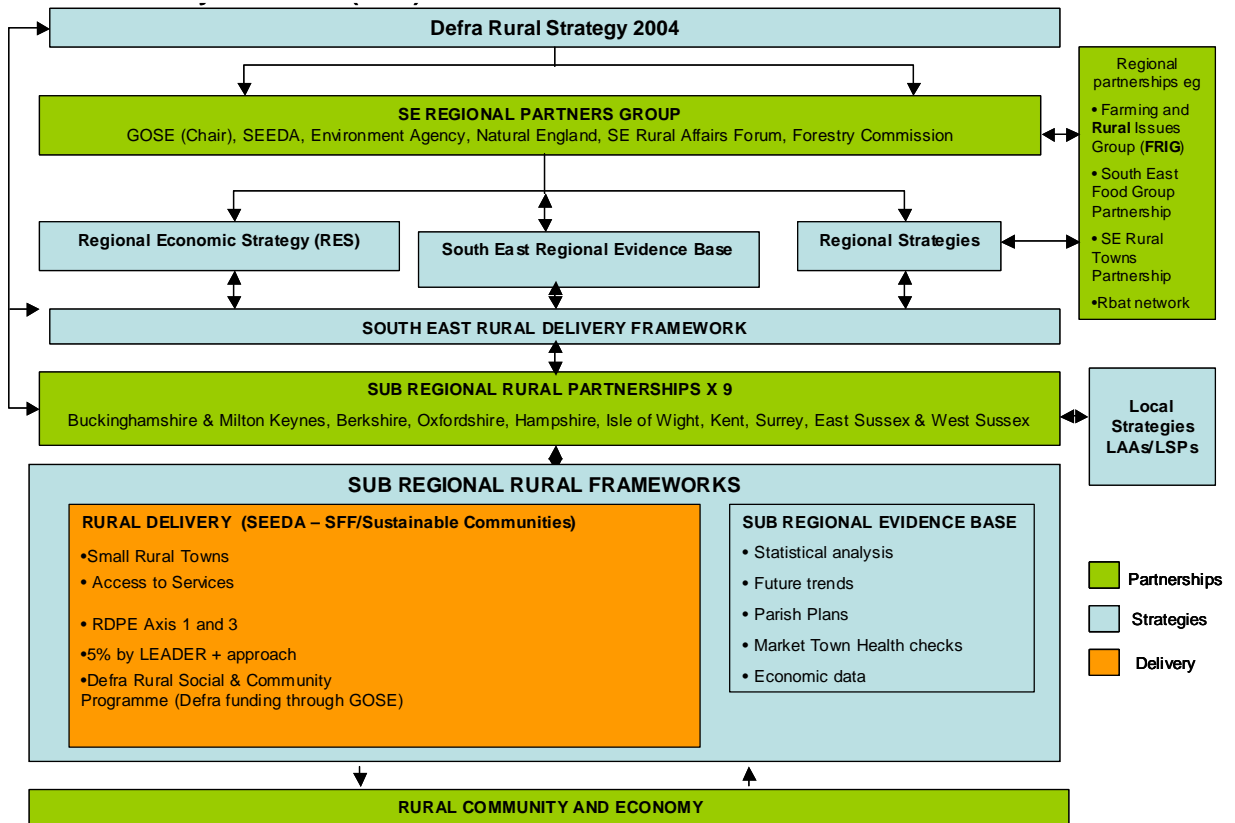 Defra Rural Strategy 2004
SE REGIONAL PARTNERS GROUP
GOSE (Chair), SEEDA, Environment Agency, Natural England, SE Rural Affairs Forum, Forestry Commission
Regional
partnerships eg
• Farming and
Rural Issues
Group (FRIG)
• South East
Food Group
Partnership
• SE Rural
Towns
Partnership
•Rbat network
Regional Economic Strategy (RES)
South East Regional Evidence Base
Regional Strategies
SOUTH EAST RURAL DELIVERY FRAMEWORK
SUB REGIONAL RURAL PARTNERSHIPS X 9
Buckinghamshire & Milton Keynes, Berkshire, Oxfordshire, Hampshire, Isle of Wight, Kent, Surrey, East Sussex & West Sussex
Local
Strategies
LAAs/LSPs
SUB REGIONAL RURAL FRAMEWORKS
RURAL DELIVERY (SEEDA – SFF/Sustainable Communities)
•Small Rural Towns
• Access to Services
• RDPE Axis 1 and 3
•5% by LEADER + approach
•Defra Rural Social & Community
Programme (Defra funding through GOSE)
SUB REGIONAL EVIDENCE BASE
• Statistical analysis
• Future trends
• Parish Plans
• Market Town Health checks
• Economic data
Partnerships
Strategies
Delivery
RURAL COMMUNITY AND ECONOMY